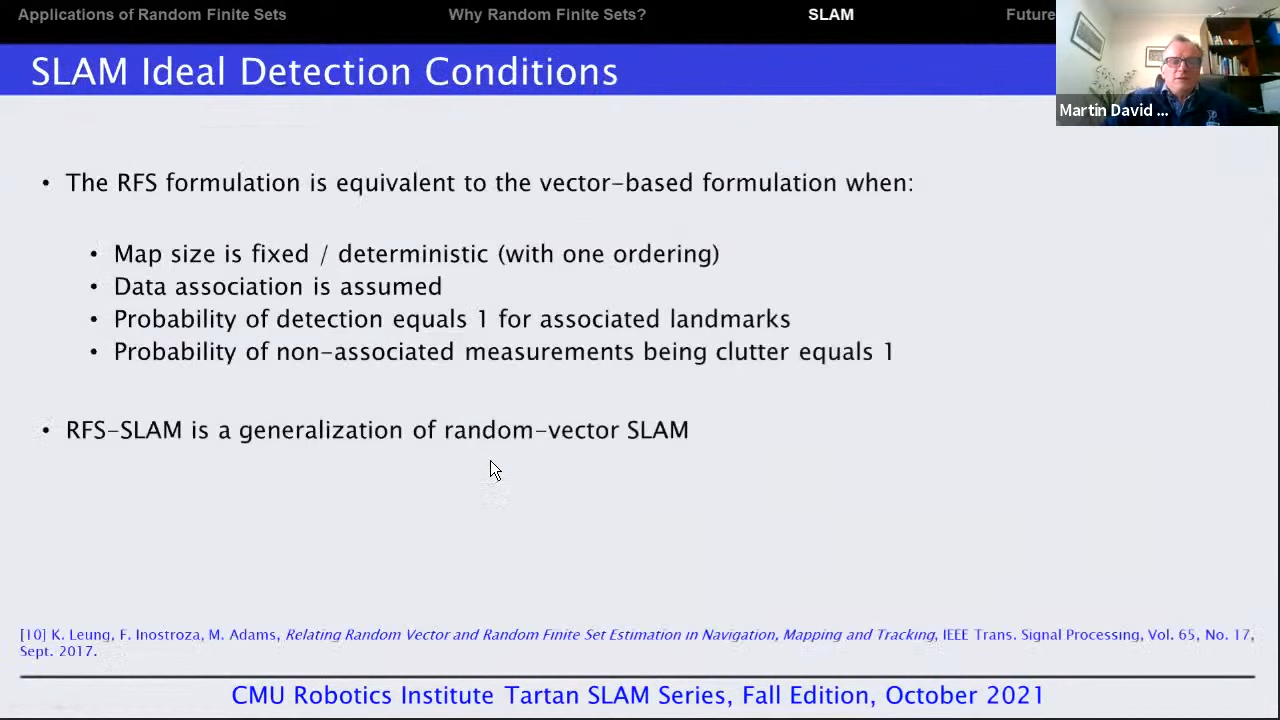 Applications of Random Finite Sets Why Random Finite Sets? SLAM Future
SLAM Ideal Detection Conditions
Martin David ...
• The RFS formulation is equivalent to the vector-based formulation when:
• Map size is fixed / deterministic (with one ordering)
• Data association is assumed
• Probability of detection equals 1 for associated landmarks
• Probability of non-associated measurements being clutter equals 1
• RFS-SLAM is a generalization of random-vector SLAM
[10] K. Leung, F. Inostroza, M. Adams, Relating Random Vector and Random Finite Set Estimation in Navigation, Mapping and Tracking, IEEE Trans. Signal Processing, Vol. 65, No. 17,
Sept. 2017.
CMU Robotics Institute Tartan SLAM Series, Fall Edition, October 2021